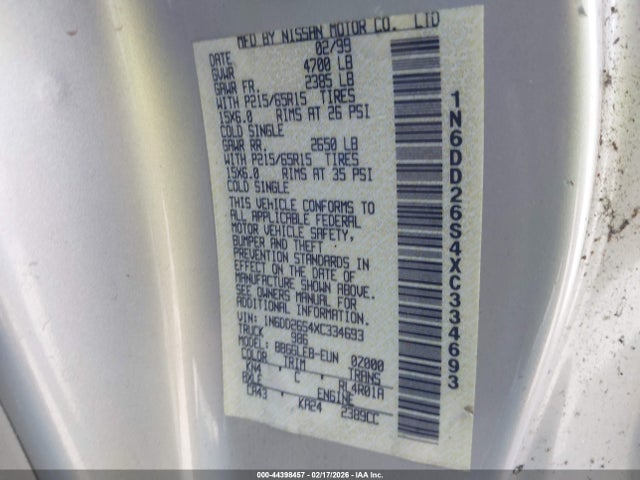 MFD BY NISSAN MOTOR CO. LTD
DATE 02/99
GVWR 4700 LB
GAWR FR. 2385 LB
WITH P215/65R15 TIRES
15X6.0 RIMS AT 26 PSI
COLD SINGLE
GAWR RR. 2650 LB
WITH P215/65R15 TIRES
15X6.0 RIMS AT 35 PSI
COLD SINGLE
THIS VEHICLE CONFORMS TO
ALL APPLICABLE FEDERAL
MOTOR VEHICLE SAFETY,
BUMPER AND THEFT
PREVENTION STANDARDS IN
EFFECT ON THE DATE OF
MANUFACTURE SHOWN ABOVE.
SEE OWNERS MANUAL FOR
ADDITIONAL INFORMATION.
VIN: 1N6DD26S4XC334693
TRUCK 986
MODEL: BBG6LEB-EUN 02000
COLOR TRIM TRANS
KN4 C RL4R01A
AXLE ENGINE
CA43 KA24 2389CC
1N6DD26S4XC334693
000-44398457 - 02/17/2026 - IAA Inc.